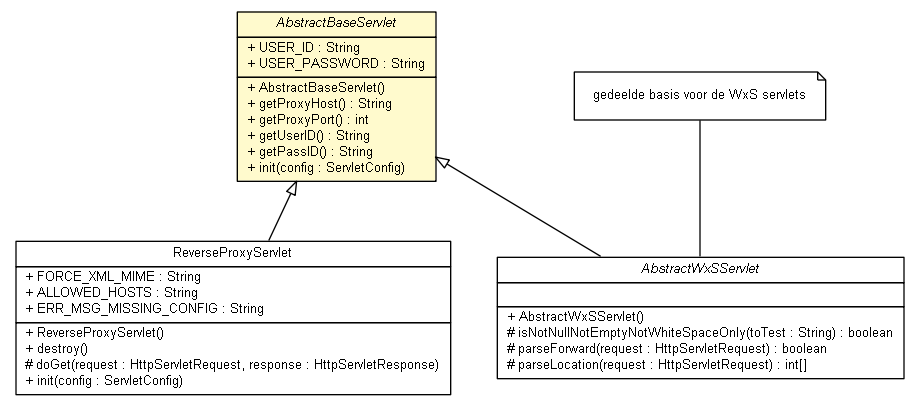 AbstractBaseServlet
+ USER_ID : String
+ USER_PASSWORD : String
+ AbstractBaseServlet()
+ getProxyHost() : String
+ getProxyPort() : int
+ getUserID() : String
+ getPassID() : String
+ init(config : ServletConfig)
gedeelde basis voor de WxS servlets
ReverseProxyServlet
+ FORCE_XML_MIME : String
+ ALLOWED_HOSTS : String
+ ERR_MSG_MISSING_CONFIG : String
+ ReverseProxyServlet()
+ destroy()
# doGet(request : HttpServletRequest, response : HttpServletResponse)
+ init(config : ServletConfig)
AbstractWxSServlet
+ AbstractWxSServlet()
# isNotNullNotEmptyNotWhiteSpaceOnly(toTest : String) : boolean
# parseForward(request : HttpServletRequest) : boolean
# parseLocation(request : HttpServletRequest) : int[]